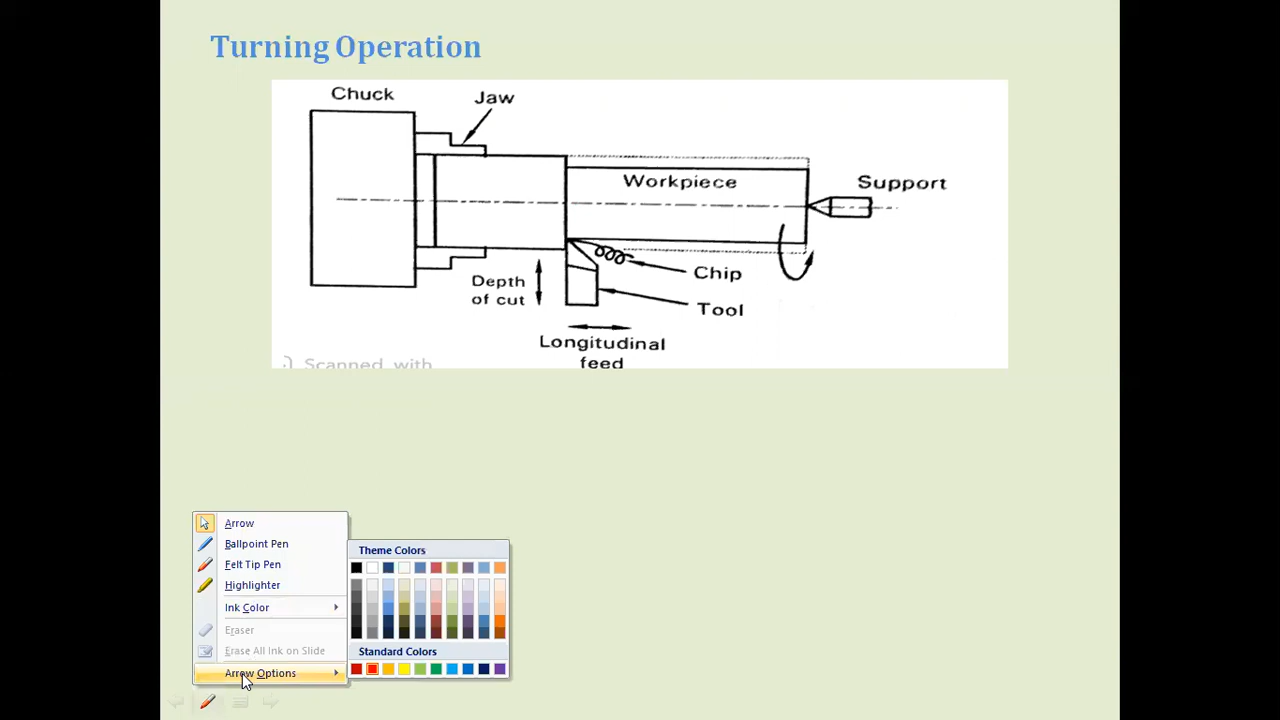 Turning Operation
Chuck
Jaw
Workpiece
Support
Chip
Depth
of cut
Tool
Longitudinal
feed
Scanned with
Arrow
Ballpoint Pen
Felt Tip Pen
Highlighter
Ink Color
Eraser
Erase All Ink on Slide
Arrow Options
Theme Colors
Standard Colors